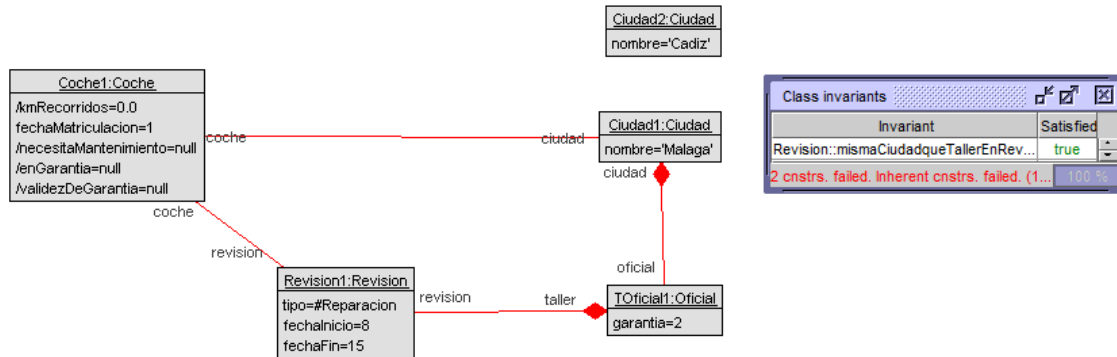 Ciudad2:Ciudad
nombre='Cadiz'
Coche1:Coche
/kmRecorridos=0.0
fechaMatriculacion=1
/necesitaMantenimiento=null
/enGarantia=null
/validezDeGarantia=null
coche
ciudad
Ciudad1:Ciudad
nombre='Malaga'
ciudad
Class invariants
Invariant Satisfied
Revision::mismaCiudadqueTallerEnRev... true
2 cnstrs. failed. Inherent cnstrs. failed. (1... 100 %
coche
revision
oficial
Revision1:Revision
tipo=#Reparacion
fechaInicio=8
fechaFin=15
revision
taller
TOficial1:Oficial
garantia=2